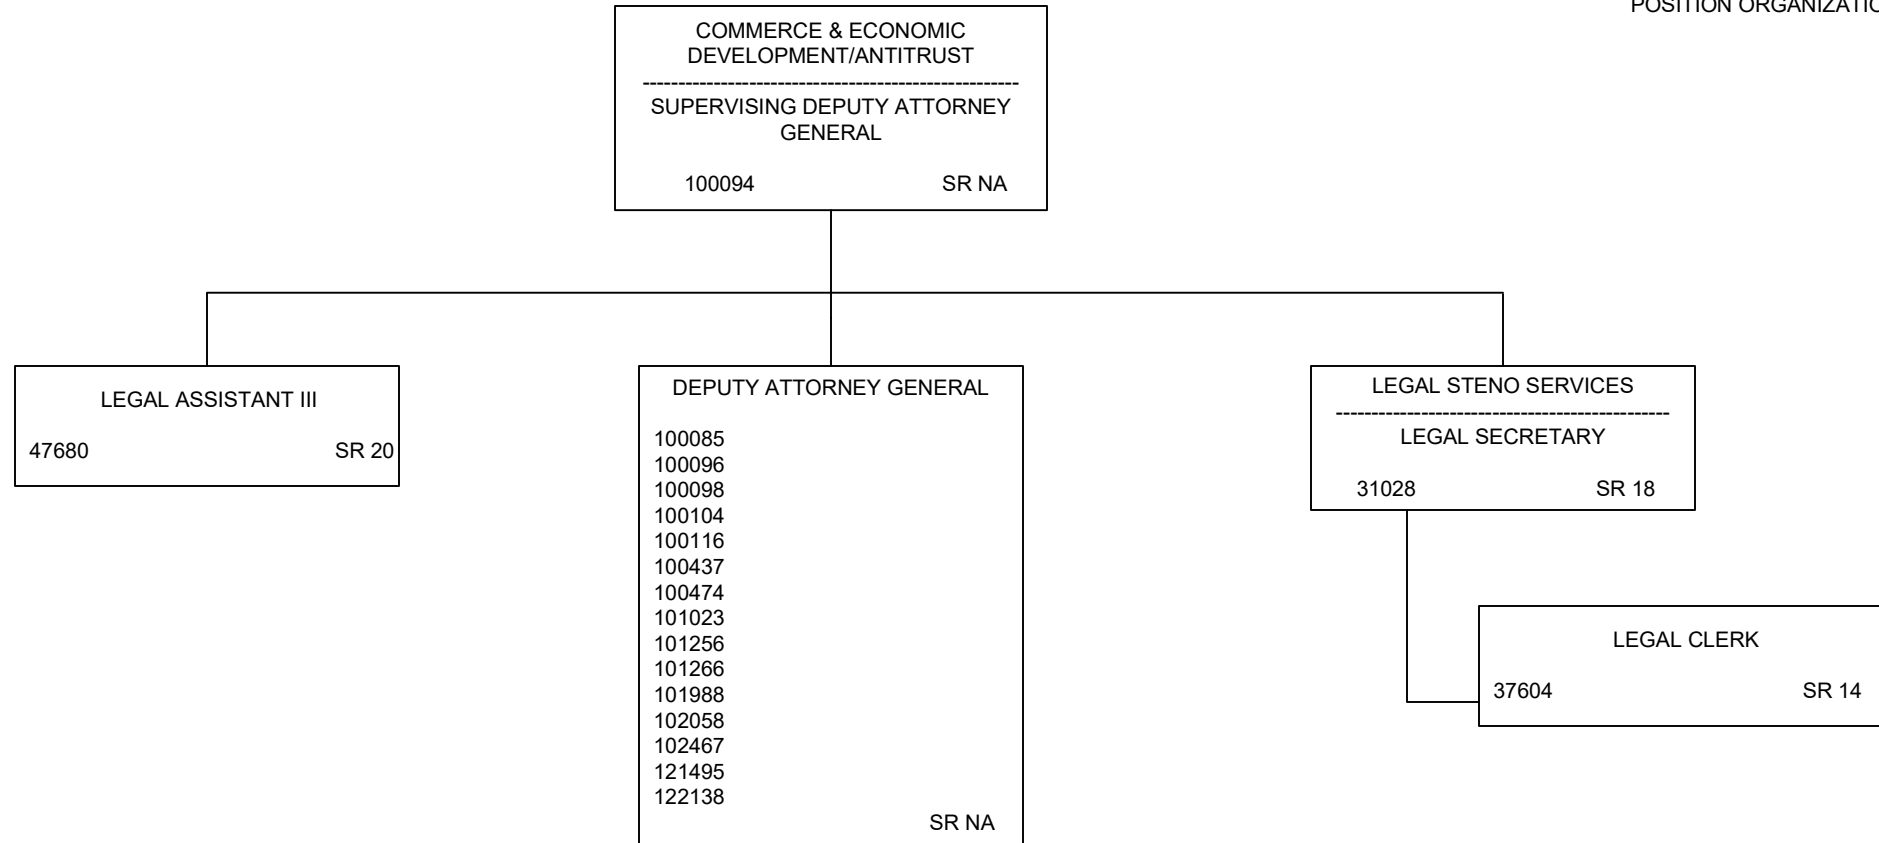 POSITION ORGANIZATIO
COMMERCE & ECONOMIC
DEVELOPMENT/ANTITRUST
-----------------------------------------------------
SUPERVISING DEPUTY ATTORNEY
GENERAL
100094 SR NA
LEGAL ASSISTANT III
47680 SR 20
DEPUTY ATTORNEY GENERAL
100085
100096
100098
100104
100116
100437
100474
101023
101256
101266
101988
102058
102467
121495
122138
SR NA
LEGAL STENO SERVICES
-----------------------------------------------
LEGAL SECRETARY
31028 SR 18
LEGAL CLERK
37604 SR 14